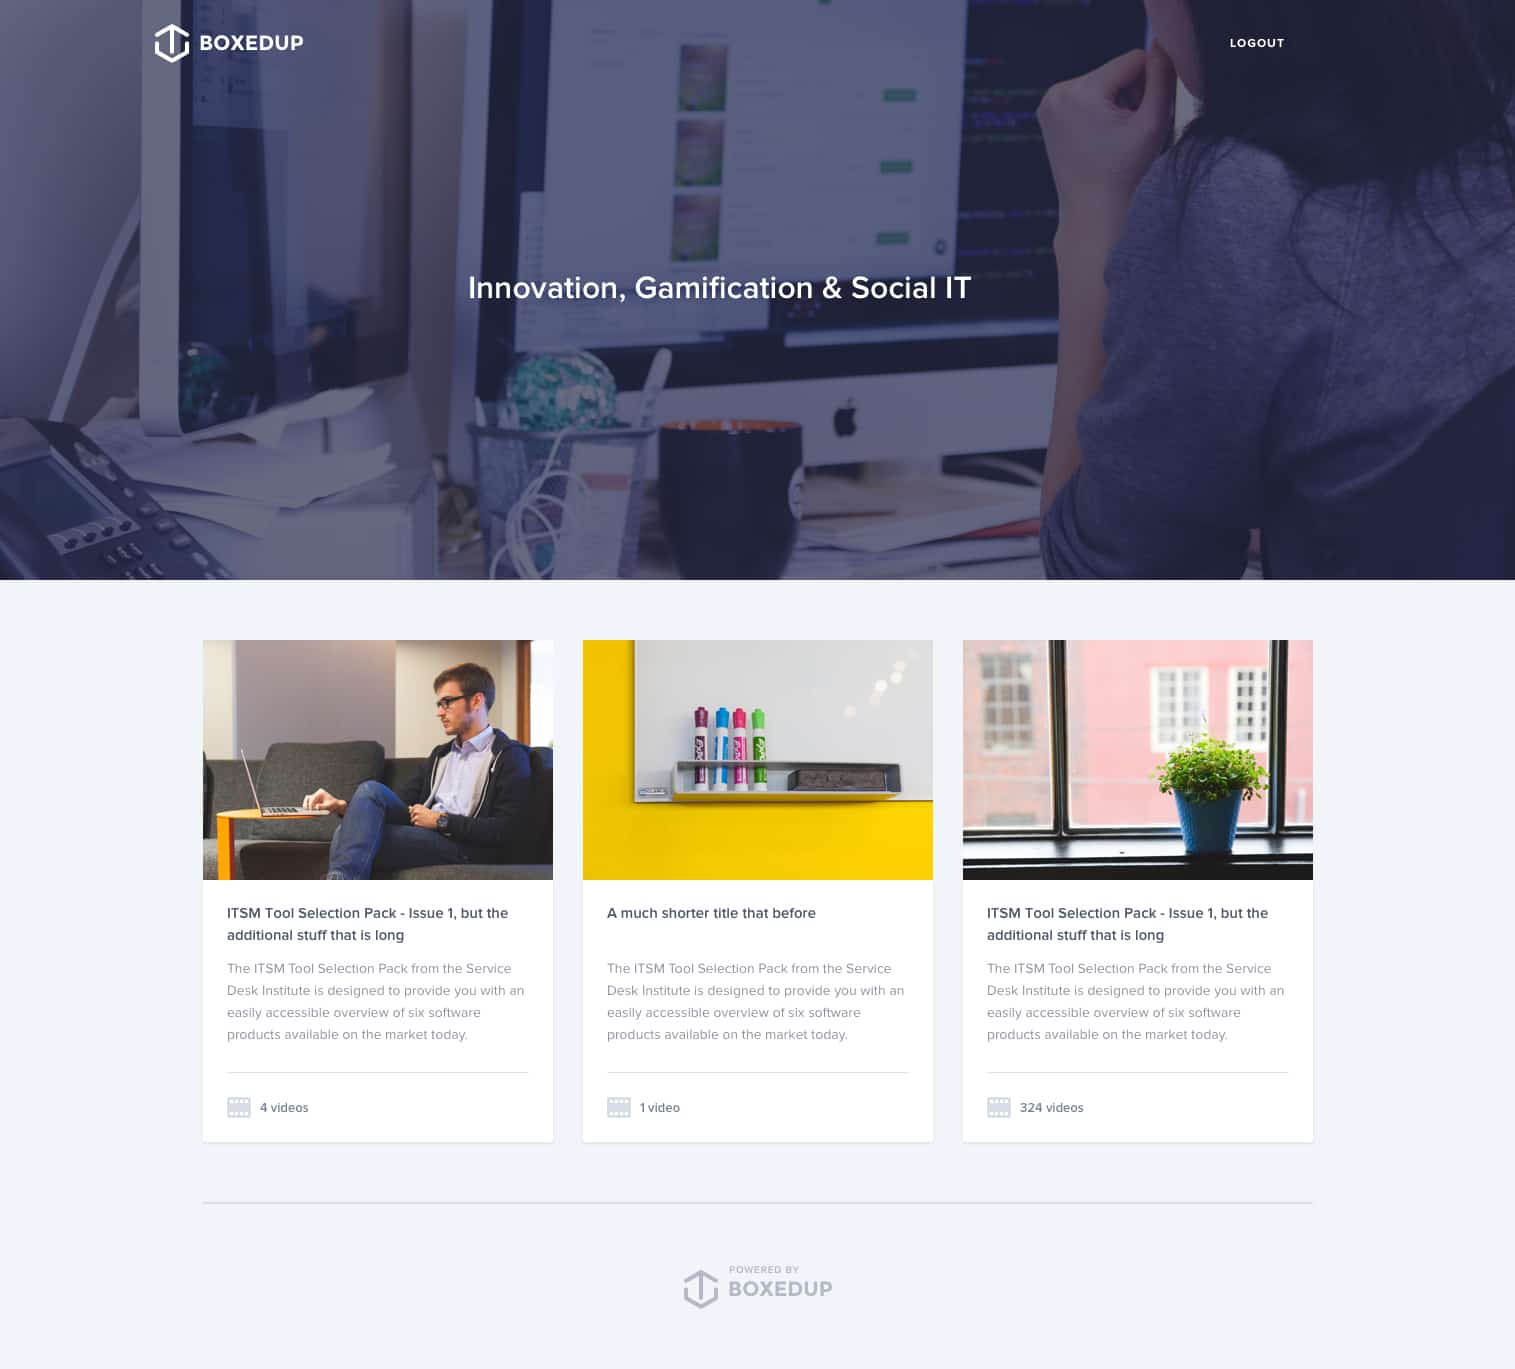 BOXEDUP
LOGOUT
Innovation, Gamification & Social IT
ITSM Tool Selection Pack - Issue 1, but the
additional stuff that is long
The ITSM Tool Selection Pack from the Service
Desk Institute is designed to provide you with an
easily accessible overview of six software
products available on the market today.
4 videos
A much shorter title that before
The ITSM Tool Selection Pack from the Service
Desk Institute is designed to provide you with an
easily accessible overview of six software
products available on the market today.
1 video
ITSM Tool Selection Pack - Issue 1, but the
additional stuff that is long
The ITSM Tool Selection Pack from the Service
Desk Institute is designed to provide you with an
easily accessible overview of six software
products available on the market today.
324 videos
POWERED BY
BOXEDUP